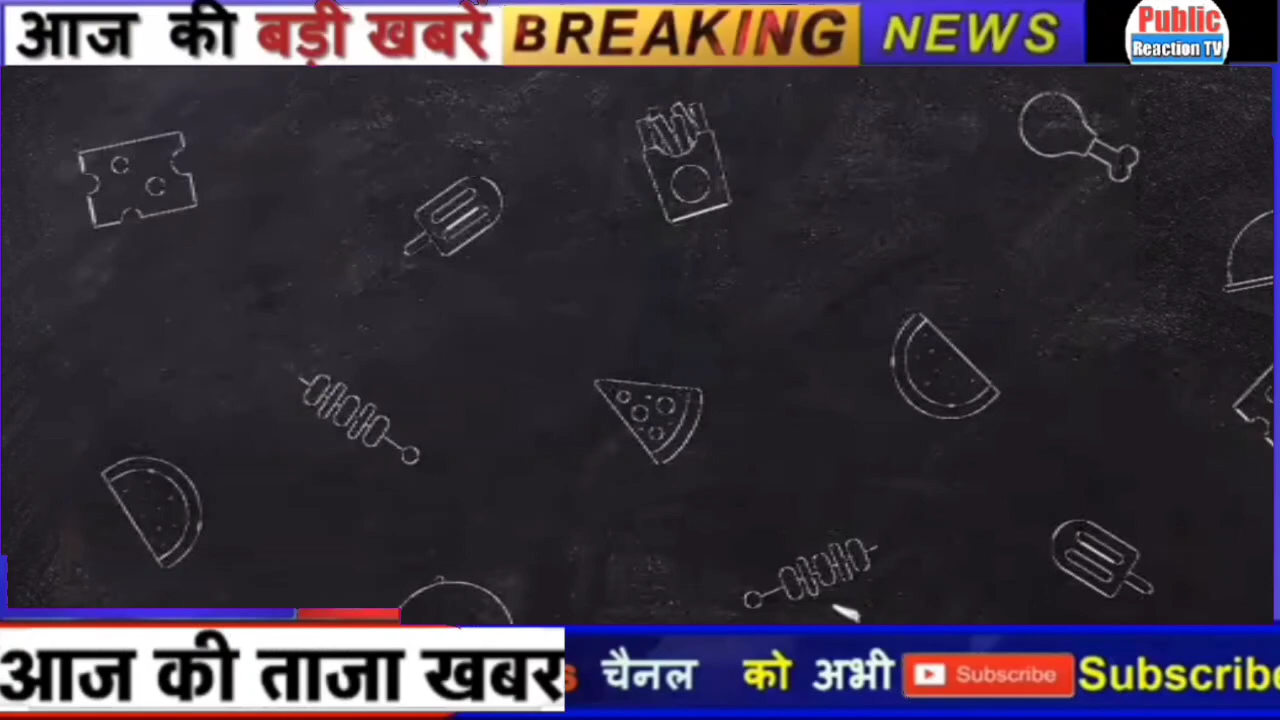 आज की बड़ी खबरें BREAKING NEWS
Public
Reaction TV
आज की ताजा खबर
चैनल को अभी Subscribe Subscribe